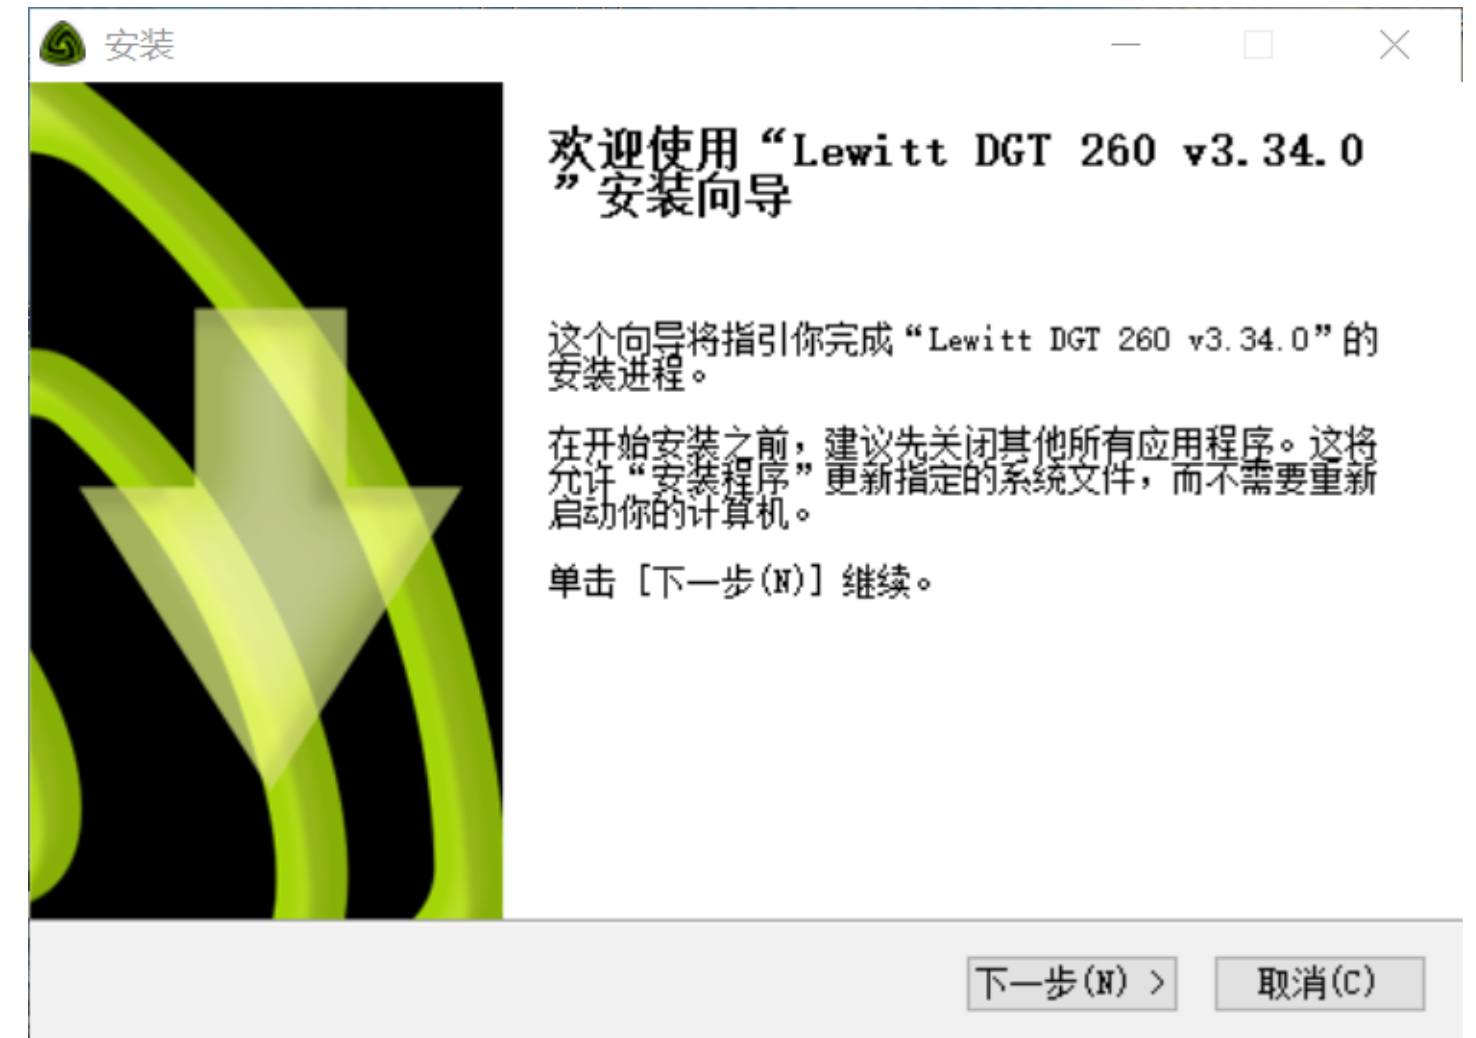 安装
欢迎使用“Lewitt DGT 260 v3.34.0
”安装向导
这个向导将指引你完成“Lewitt DGT 260 v3.34.0”的
安装进程。
在开始安装之前，建议先关闭其他所有应用程序。这将
允许“安装程序”更新指定的系统文件，而不需要重新
启动你的计算机。
单击 [下一步(N)] 继续。
下一步(N) >
取消(C)